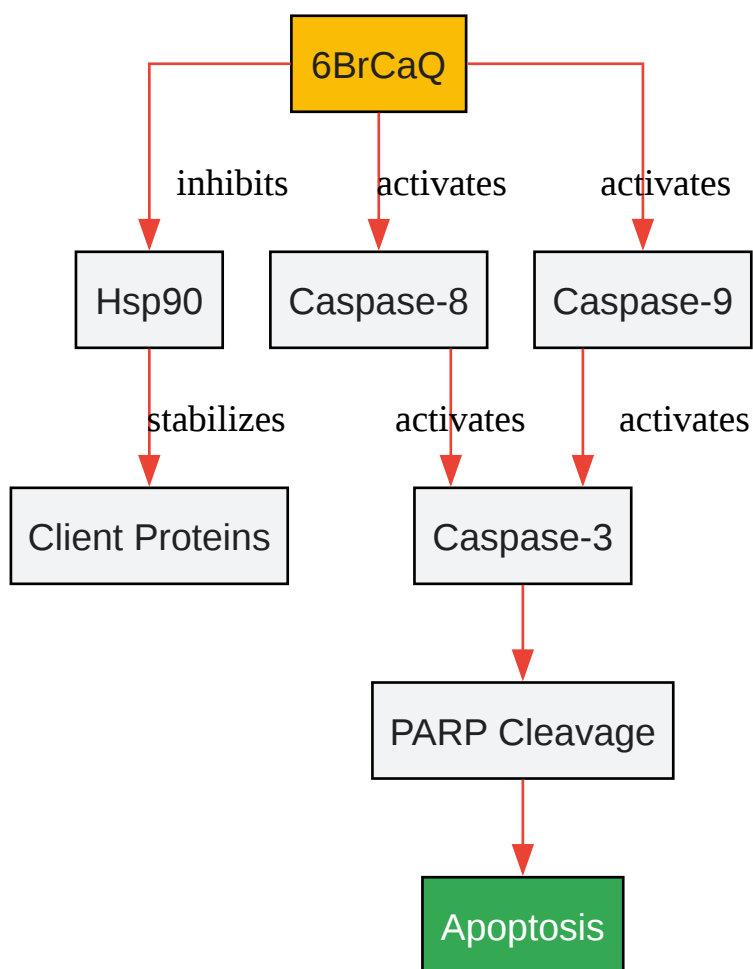 6BrCaQ
inhibits
activates
activates
Hsp90
Caspase-8
Caspase-9
stabilizes
activates
activates
Client Proteins
Caspase-3
PARP Cleavage
Apoptosis